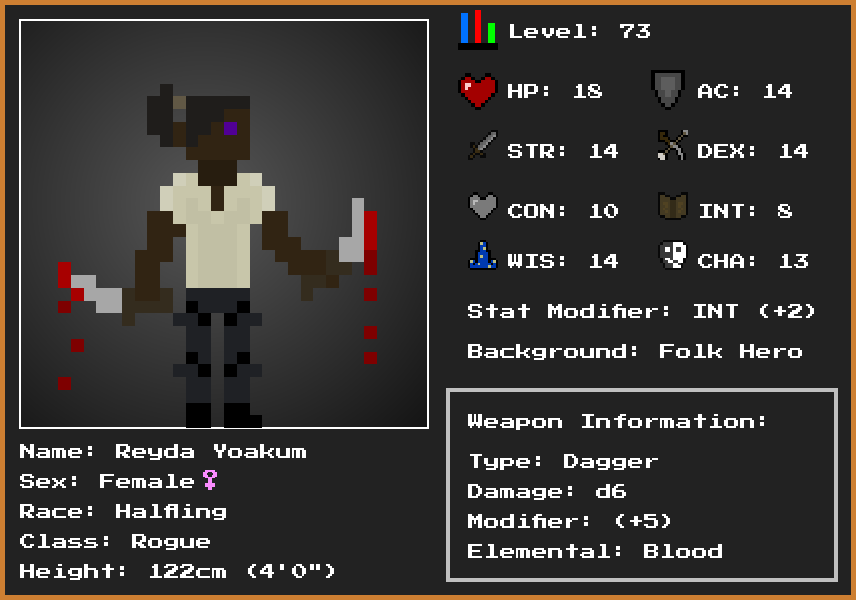 Level: 73
HP: 18 AC: 14
STR: 14 DEX: 14
CON: 10 INT: 8
WIS: 14 CHA: 13
Stat Modifier: INT (+2)
Background: Folk Hero
Weapon Information:
Type: Dagger
Damage: d6
Modifier: (+5)
Elemental: Blood
Name: Reyda Yoakum
Sex: Female♀
Race: Halfling
Class: Rogue
Height: 122cm (4'0")